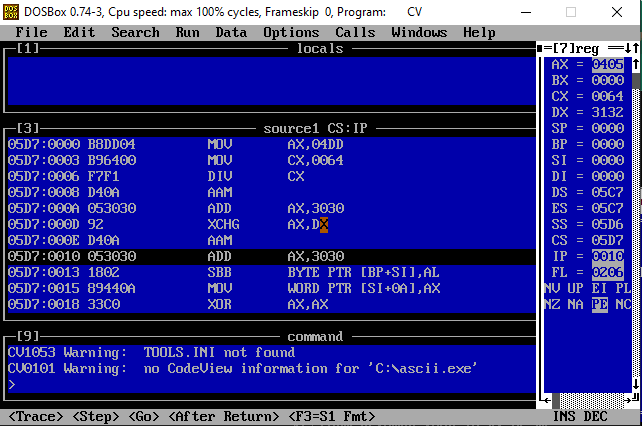 DOS BOX DOSBox 0.74-3, Cpu speed: max 100% cycles, Frameskip 0, Program: CV
File Edit Search Run Data Options Calls Windows Help
[1] locals
[7]reg
AX = 0405
BX = 0000
CX = 0064
DX = 3132
SP = 0000
BP = 0000
SI = 0000
DI = 0000
DS = 05C7
ES = 05C7
SS = 05D6
CS = 05D7
IP = 0010
FL = 0206
NV UP EI PL
NZ NA PE NC
[3] source1 CS:IP
05D7:0000 B8DD04 MOV AX,04DD
05D7:0003 B96400 MOV CX,0064
05D7:0006 F7F1 DIV CX
05D7:0008 D40A AAM
05D7:000A 053030 ADD AX,3030
05D7:000D 92 XCHG AX,DX
05D7:000E D40A AAM
05D7:0010 053030 ADD AX,3030
05D7:0013 1802 SBB BYTE PTR [BP+SI],AL
05D7:0015 89440A MOV WORD PTR [SI+0A],AX
05D7:0018 33C0 XOR AX,AX
[9] command
CV1053 Warning: TOOLS.INI not found
CV0101 Warning: no CodeView information for 'C:\ascii.exe'
>
<Trace> <Step> <Go> <After Return> <F3=S1 Fmt> INS DEC